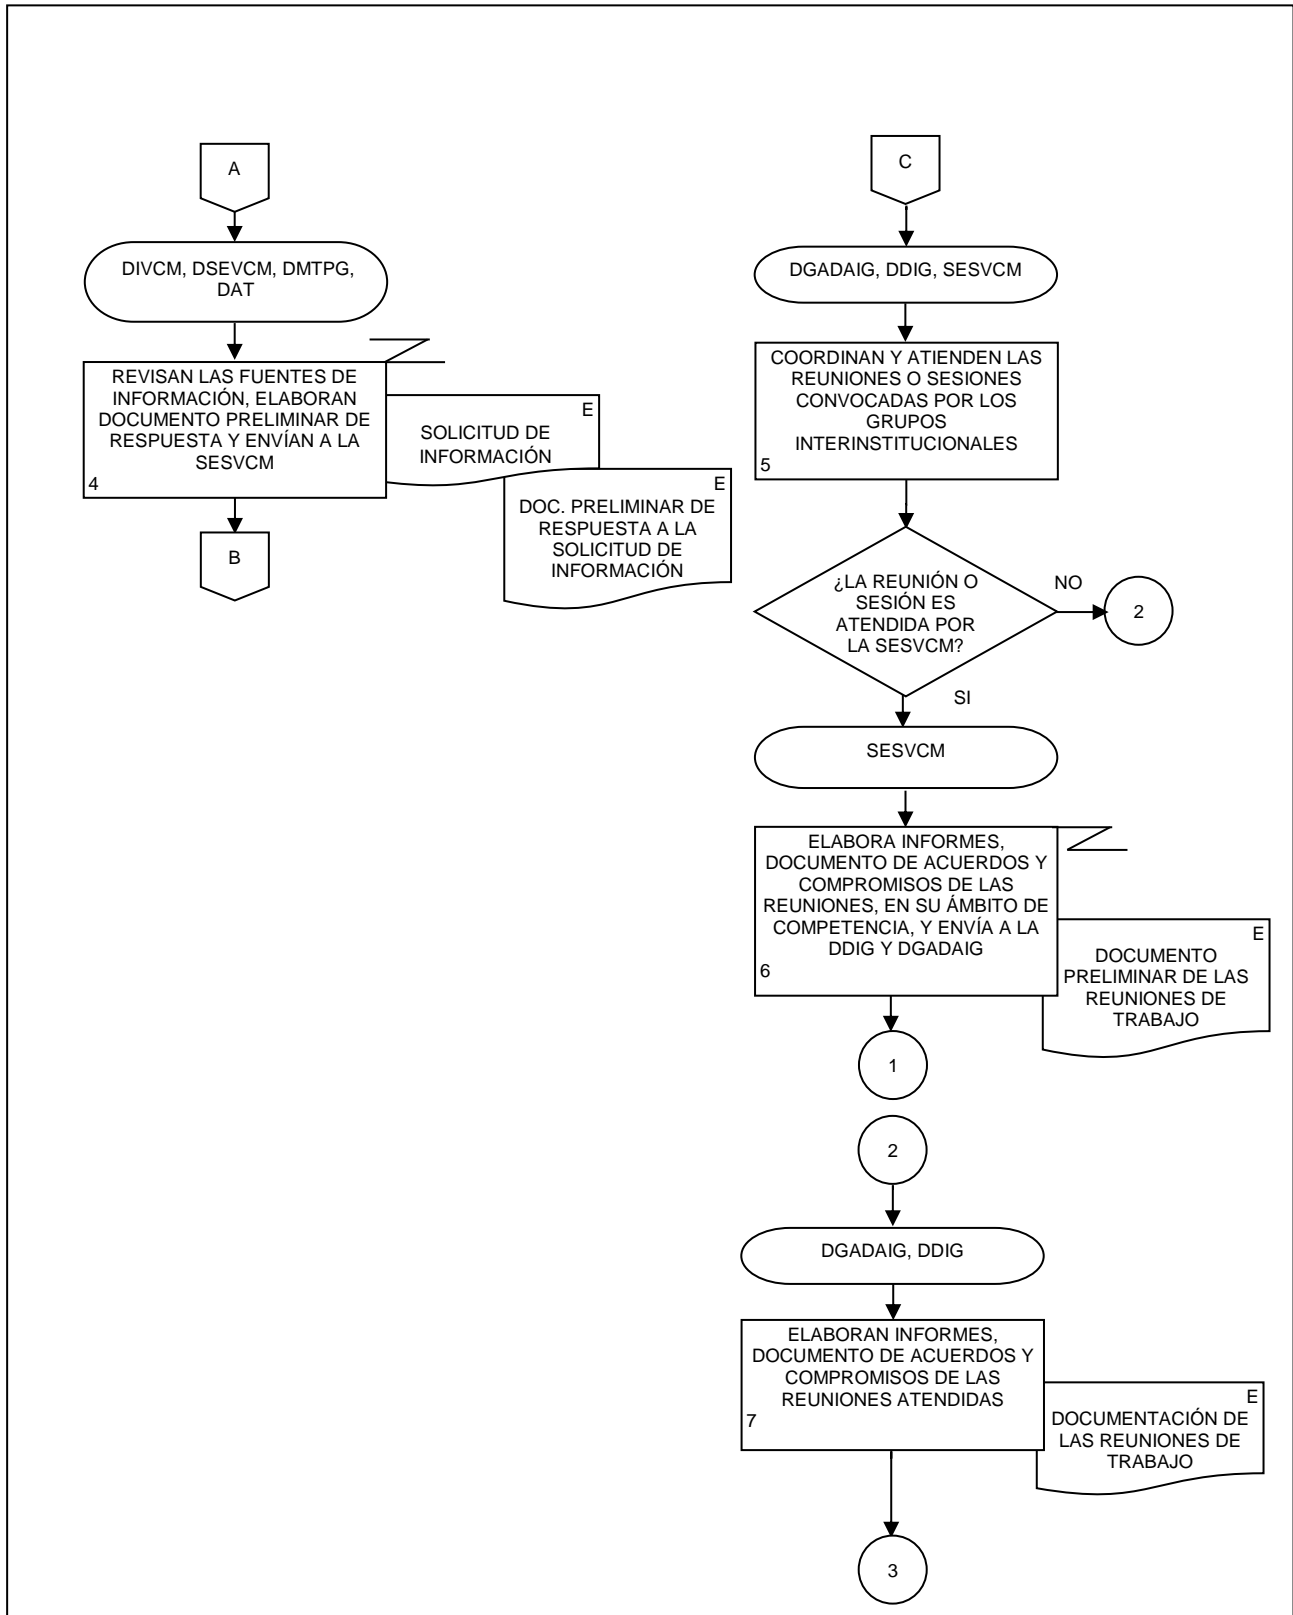 A
DIVCM, DSEVCM, DMTPG,
DAT
REVISAN LAS FUENTES DE
INFORMACIÓN, ELABORAN
DOCUMENTO PRELIMINAR DE
RESPUESTA Y ENVÍAN A LA
SESVCM
4
E
SOLICITUD DE
INFORMACIÓN
E
DOC. PRELIMINAR DE
RESPUESTA A LA
SOLICITUD DE
INFORMACIÓN
B
C
DGADAIG, DDIG, SESVCM
COORDINAN Y ATIENDEN LAS
REUNIONES O SESIONES
CONVOCADAS POR LOS
GRUPOS
INTERINSTITUCIONALES
5
¿LA REUNIÓN O
SESIÓN ES
ATENDIDA POR
LA SESVCM?
NO
2
SI
SESVCM
ELABORA INFORMES,
DOCUMENTO DE ACUERDOS Y
COMPROMISOS DE LAS
REUNIONES, EN SU ÁMBITO DE
COMPETENCIA, Y ENVÍA A LA
DDIG Y DGADAIG
6
E
DOCUMENTO
PRELIMINAR DE LAS
REUNIONES DE
TRABAJO
1
2
DGADAIG, DDIG
ELABORAN INFORMES,
DOCUMENTO DE ACUERDOS Y
COMPROMISOS DE LAS
REUNIONES ATENDIDAS
7
E
DOCUMENTACIÓN DE
LAS REUNIONES DE
TRABAJO
3